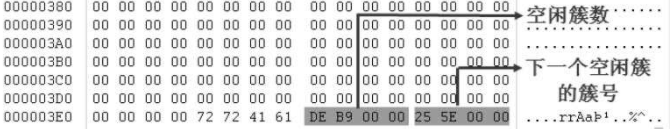 00000380 00 00 00 00 00 00 00 00 00 00 00 00 00 00 00 00
00000390 00 00 00 00 00 00 00 00 00 00 00 00 00 00 00 00
000003A0 00 00 00 00 00 00 00 00 00 00 00 00 00 00 00 00
000003B0 00 00 00 00 00 00 00 00 00 00 00 00 00 00 00 00
000003C0 00 00 00 00 00 00 00 00 00 00 00 00 00 00 00 00
000003D0 00 00 00 00 00 00 00 00 00 00 00 00 00 00 00 00
000003E0 00 00 00 00 72 72 41 61 DE B9 00 00 25 5E 00 00 ....rrAaÞ¹..%^..
空闲簇数
下一个空闲簇
的簇号